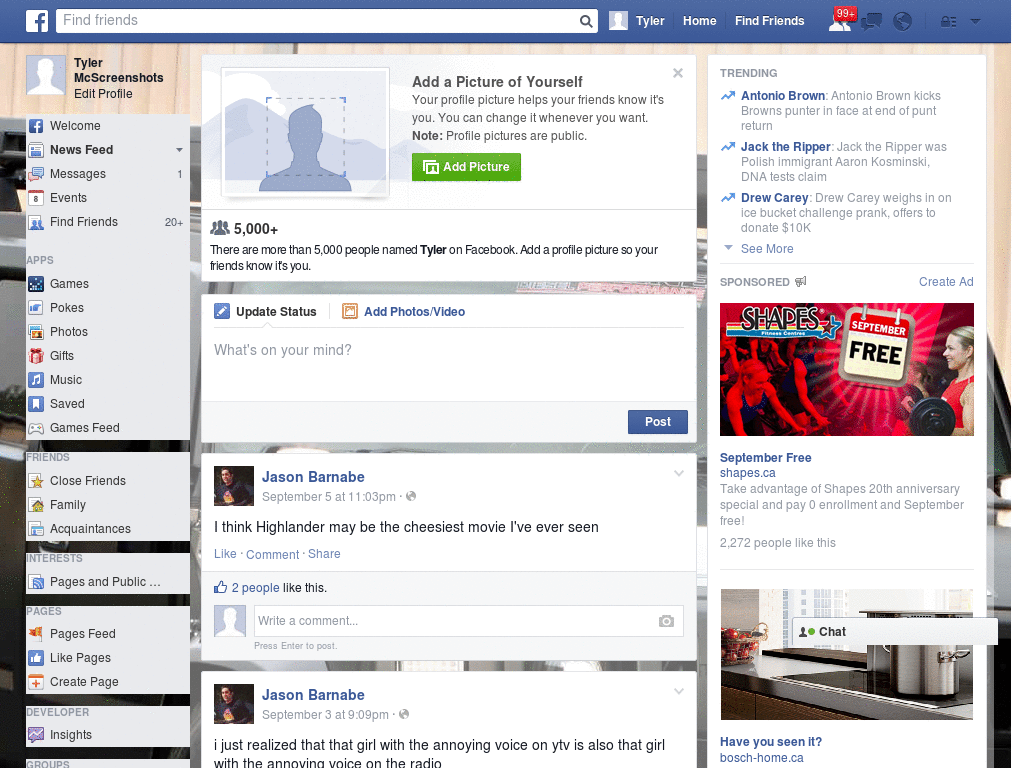 Find friends
Tyler
Home
Find Friends
99+
Tyler
McScreenshots
Edit Profile
Welcome
News Feed
Messages 1
8 Events
Find Friends 20+
APPS
Games
Pokes
Photos
Gifts
Music
Saved
Games Feed
FRIENDS
Close Friends
Family
Acquaintances
INTERESTS
Pages and Public ...
PAGES
Pages Feed
Like Pages
Create Page
DEVELOPER
Insights
GROUPS
Add a Picture of Yourself
Your profile picture helps your friends know it's
you. You can change it whenever you want.
Note: Profile pictures are public.
Add Picture
5,000+
There are more than 5,000 people named Tyler on Facebook. Add a profile picture so your
friends know it's you.
DIESEL PERFORMANCE
Update Status
Add Photos/Video
What's on your mind?
Post
Jason Barnabe
September 5 at 11:03pm ·
I think Highlander may be the cheesiest movie I've ever seen
Like · Comment · Share
2 people like this.
Write a comment...
Press Enter to post.
Jason Barnabe
September 3 at 9:09pm ·
i just realized that that girl with the annoying voice on ytv is also that girl
with the annoying voice on the radio
TRENDING
Antonio Brown: Antonio Brown kicks
Browns punter in face at end of punt
return
Jack the Ripper: Jack the Ripper was
Polish immigrant Aaron Kosminski,
DNA tests claim
Drew Carey: Drew Carey weighs in on
ice bucket challenge prank, offers to
donate $10K
See More
SPONSORED
Create Ad
SHAPES
Fitness Centres
SEPTEMBER
FREE
September Free
shapes.ca
Take advantage of Shapes 20th anniversary
special and pay 0 enrollment and September
free!
2,272 people like this
Chat
Have you seen it?
bosch-home.ca